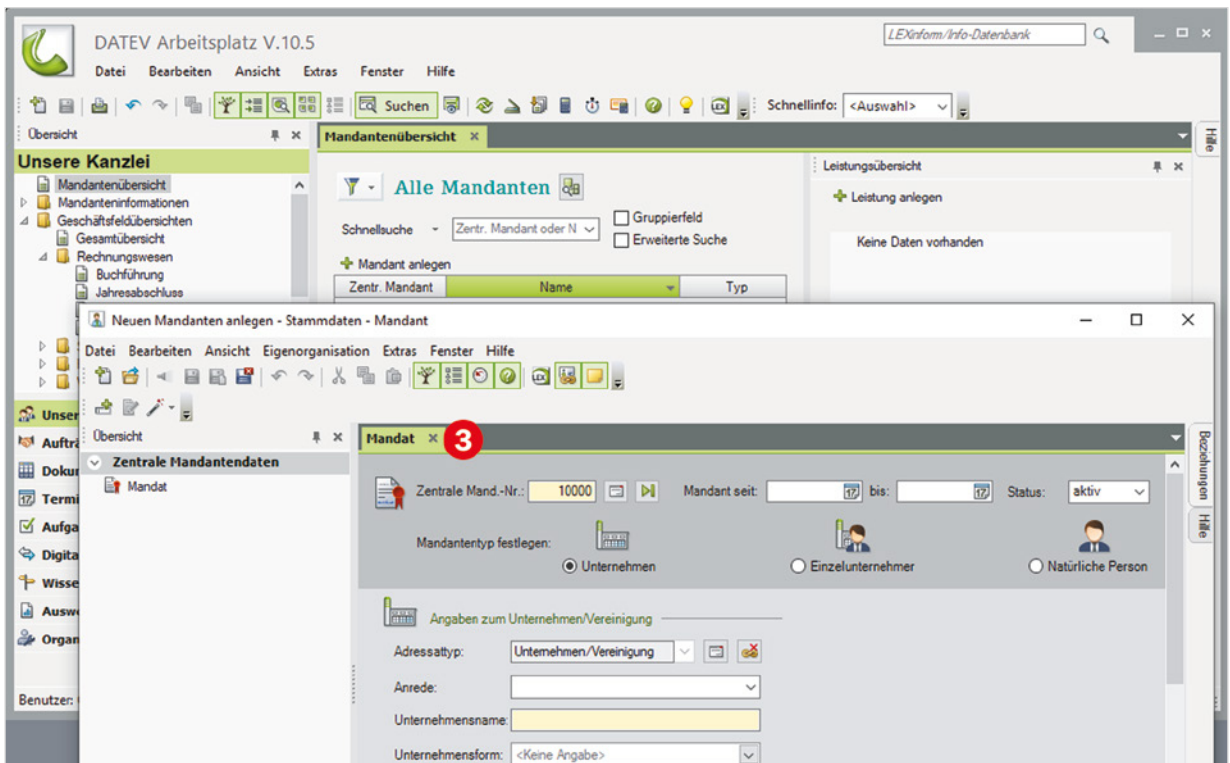 DATEV Arbeitsplatz V.10.5
LEXinform/Info-Datenbank
Datei Bearbeiten Ansicht Extras Fenster Hilfe
Suchen
Schnellinfo: <Auswahl>
Übersicht
Unsere Kanzlei
Mandantenübersicht
Mandanteninformationen
Geschäftsfeldübersichten
Gesamtübersicht
Rechnungswesen
Buchführung
Jahresabschluss
Mandantenübersicht
Alle Mandanten
Schnellsuche
Zentr. Mandant oder N
Gruppierfeld
Erweiterte Suche
Mandant anlegen
Zentr. Mandant Name Typ
Leistungsübersicht
Leistung anlegen
Keine Daten vorhanden
Hilfe
Unser
Auftr
Dokur
Termi
Aufga
Digita
Wisse
Ausw
Organ
Benutzer:
Neuen Mandanten anlegen - Stammdaten - Mandant
Datei Bearbeiten Ansicht Eigenorganisation Extras Fenster Hilfe
LEX
Übersicht
Zentrale Mandantendaten
Mandat
Mandat
3
Zentrale Mand.-Nr.: 10000 Mandant seit: 17 bis: 17 Status: aktiv
Mandantentyp festlegen:
Unternehmen Einzelunternehmer Natürliche Person
Angaben zum Unternehmen/Vereinigung
Adressattyp: Unternehmen/Vereinigung
Anrede:
Unternehmensname:
Unternehmensform: <Keine Angabe>
Beziehungen
Hilfe